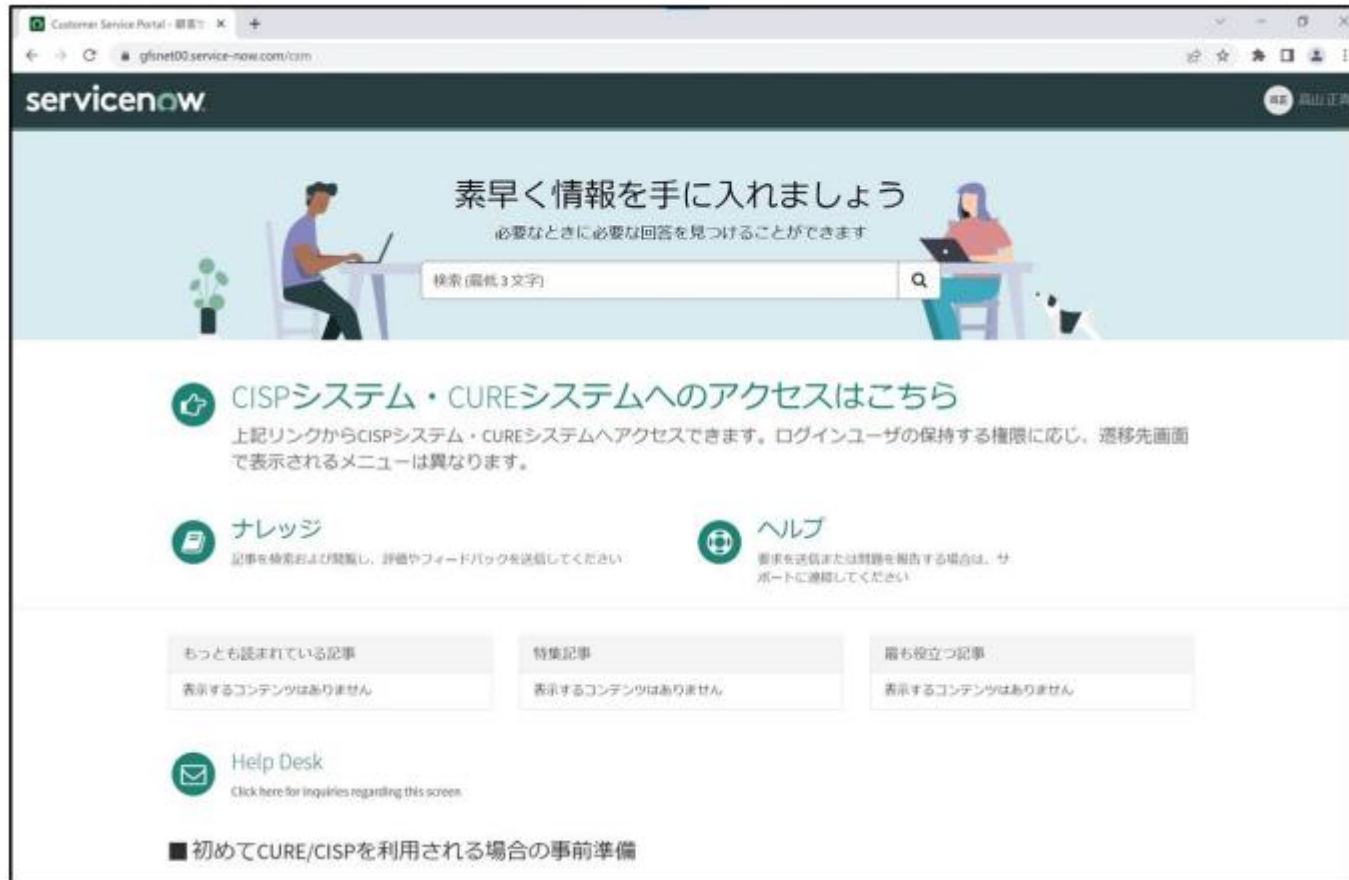 Customer Service Portal - 顧客で
gfsnet00.service-now.com/csm
servicenow
素早く情報を手に入れましょう
必要なときに必要な回答を見つけることができます
検索 (最低 3 文字)
CISPシステム・CUREシステムへのアクセスはこちら
上記リンクからCISPシステム・CUREシステムへアクセスできます。ログインユーザの保持する権限に応じ、遷移先画面
で表示されるメニューは異なります。
ナレッジ
記事を検索および閲覧し、評価やフィードバックを送信してください
ヘルプ
要求を送信または問題を報告する場合は、サ
ポートに連絡してください
もっとも読まれている記事
特集記事
最も役立つ記事
表示するコンテンツはありません
表示するコンテンツはありません
表示するコンテンツはありません
Help Desk
Click here for inquiries regarding this screen
■初めてCURE/CISPを利用される場合の事前準備